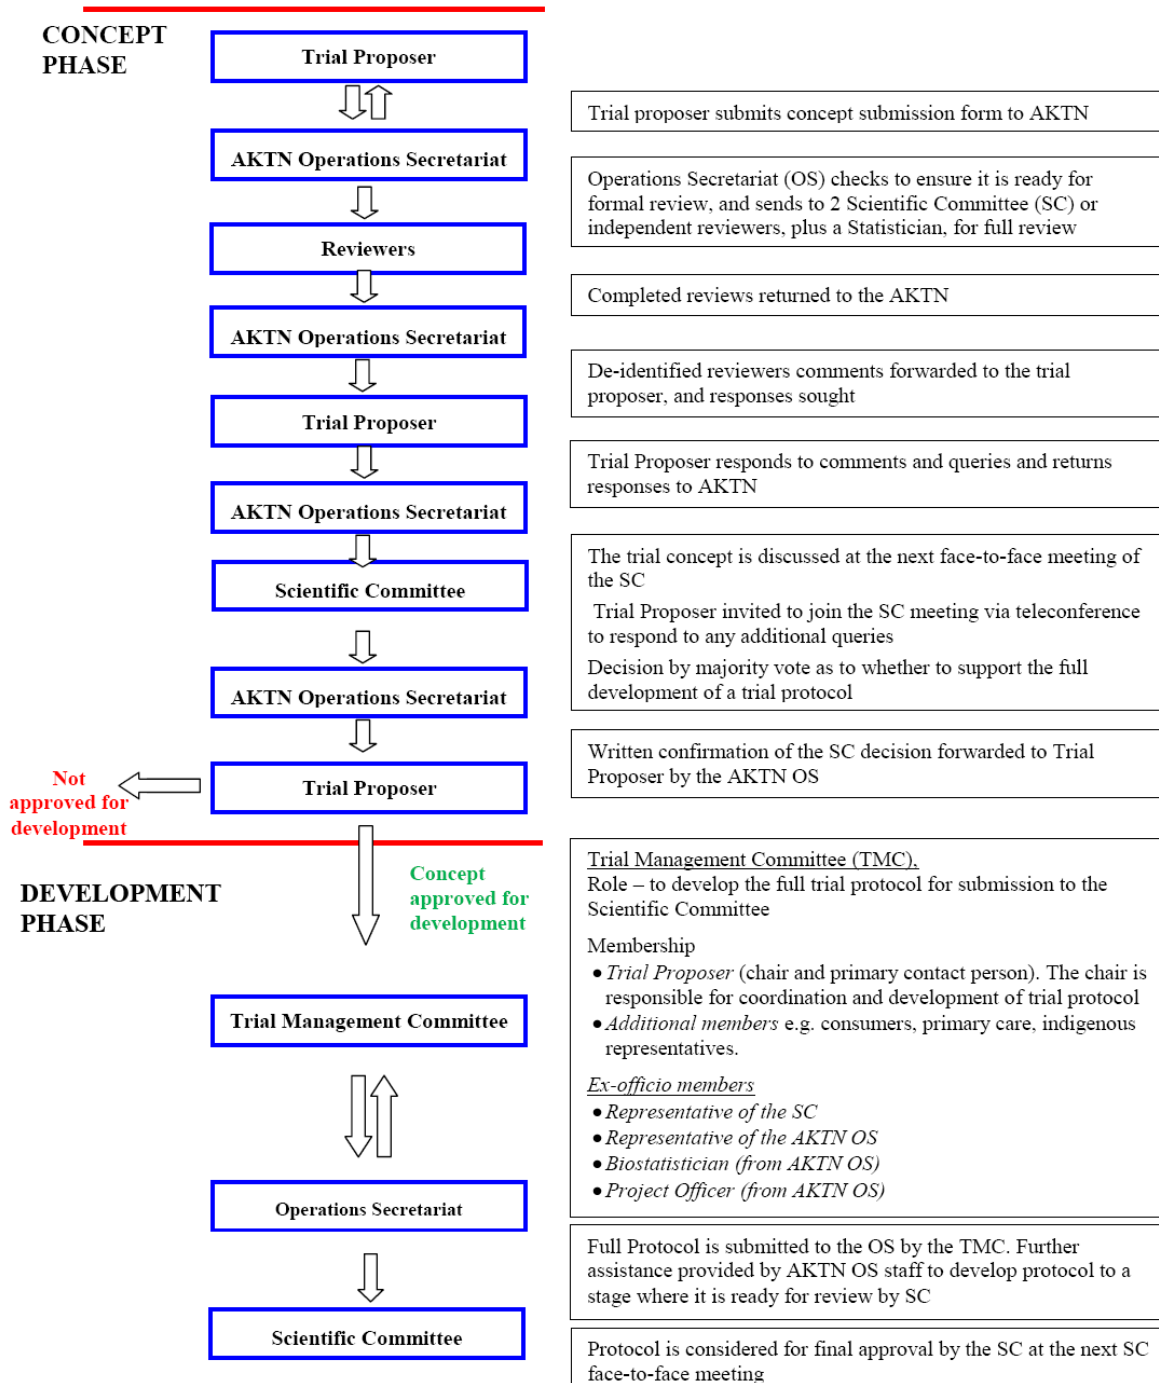 CONCEPT
PHASE
Trial Proposer
Trial proposer submits concept submission form to AKTN
AKTN Operations Secretariat
Operations Secretariat (OS) checks to ensure it is ready for
formal review, and sends to 2 Scientific Committee (SC) or
independent reviewers, plus a Statistician, for full review
Reviewers
Completed reviews returned to the AKTN
AKTN Operations Secretariat
De-identified reviewers comments forwarded to the trial
proposer, and responses sought
Trial Proposer
Trial Proposer responds to comments and queries and returns
responses to AKTN
AKTN Operations Secretariat
The trial concept is discussed at the next face-to-face meeting of
the SC
Trial Proposer invited to join the SC meeting via teleconference
to respond to any additional queries
Decision by majority vote as to whether to support the full
development of a trial protocol
Scientific Committee
AKTN Operations Secretariat
Written confirmation of the SC decision forwarded to Trial
Proposer by the AKTN OS
Trial Proposer
Not
approved for
development
DEVELOPMENT
PHASE
Concept
approved for
development
Trial Management Committee (TMC),
Role – to develop the full trial protocol for submission to the
Scientific Committee
Membership
• Trial Proposer (chair and primary contact person). The chair is
responsible for coordination and development of trial protocol
• Additional members e.g. consumers, primary care, indigenous
representatives.
Ex-officio members
• Representative of the SC
• Representative of the AKTN OS
• Biostatistician (from AKTN OS)
• Project Officer (from AKTN OS)
Trial Management Committee
Operations Secretariat
Full Protocol is submitted to the OS by the TMC. Further
assistance provided by AKTN OS staff to develop protocol to a
stage where it is ready for review by SC
Scientific Committee
Protocol is considered for final approval by the SC at the next SC
face-to-face meeting